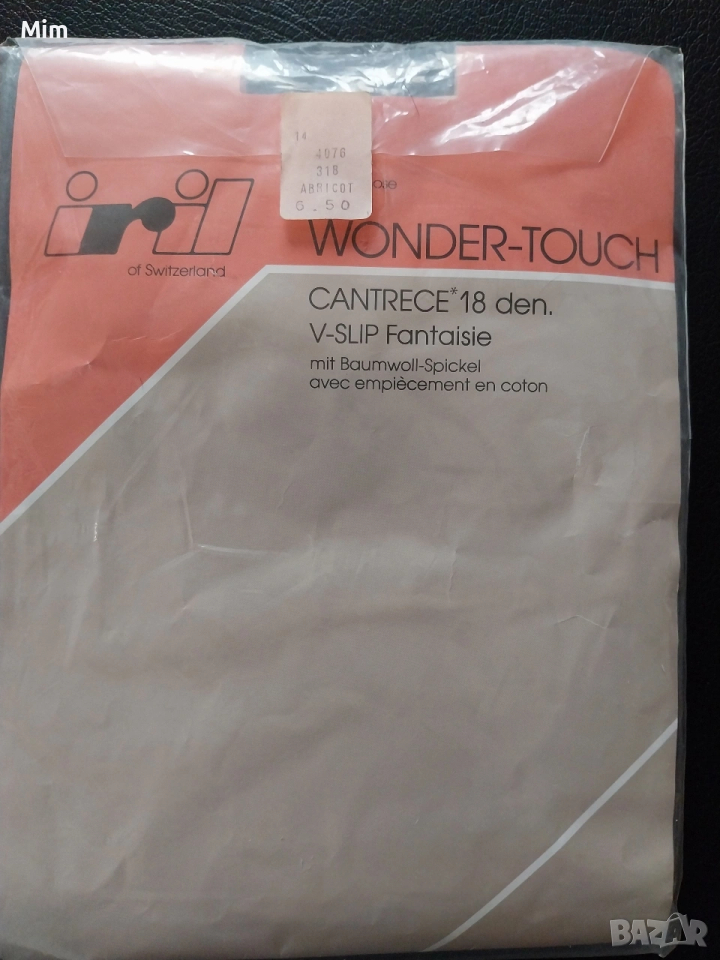 Mim
14
4076
318
ABRICOT
6.50
iril
of Switzerland
WONDER-TOUCH
CANTRECE* 18 den.
V-SLIP Fantaisie
mit Baumwoll-Spickel
avec empiècement en coton
BAZAR